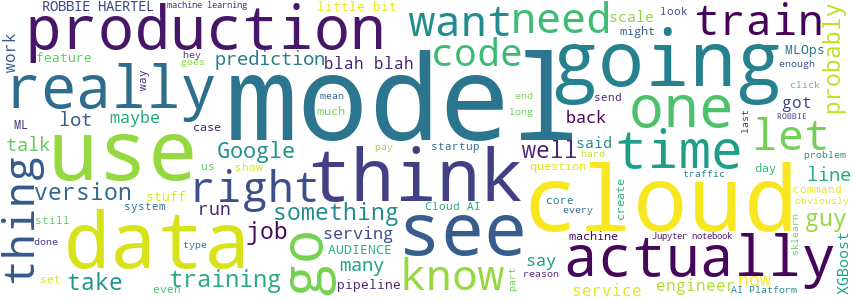 ROBBIE HAERTEL machine learning little bit look scale
work production want need might train
feature hey goes way prediction blah blah code going MLOps enough probably
really model click
ML mean end send one got
talk maybe case much long back ROBBIE
lot Google startup last let
use us pay well said time hard problem
thing version stuff show right think question day traffic line
still run something Cloud AI core every cloud create command obviously
system job serving see guy
data AUDIENCE say machine Jupyter notebook sklearn XGBoost
done type go many know reason actually
take training pipeline part engineer now
set even service AI Platform